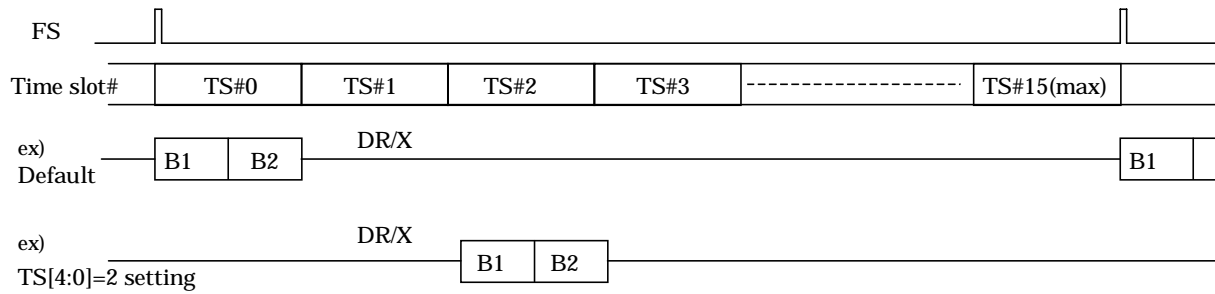 FS
Time slot# TS#0 TS#1 TS#2 TS#3 TS#15(max)
DR/X
ex)
Default B1 B2 B1
DR/X
ex)
B1 B2
TS[4:0]=2 setting